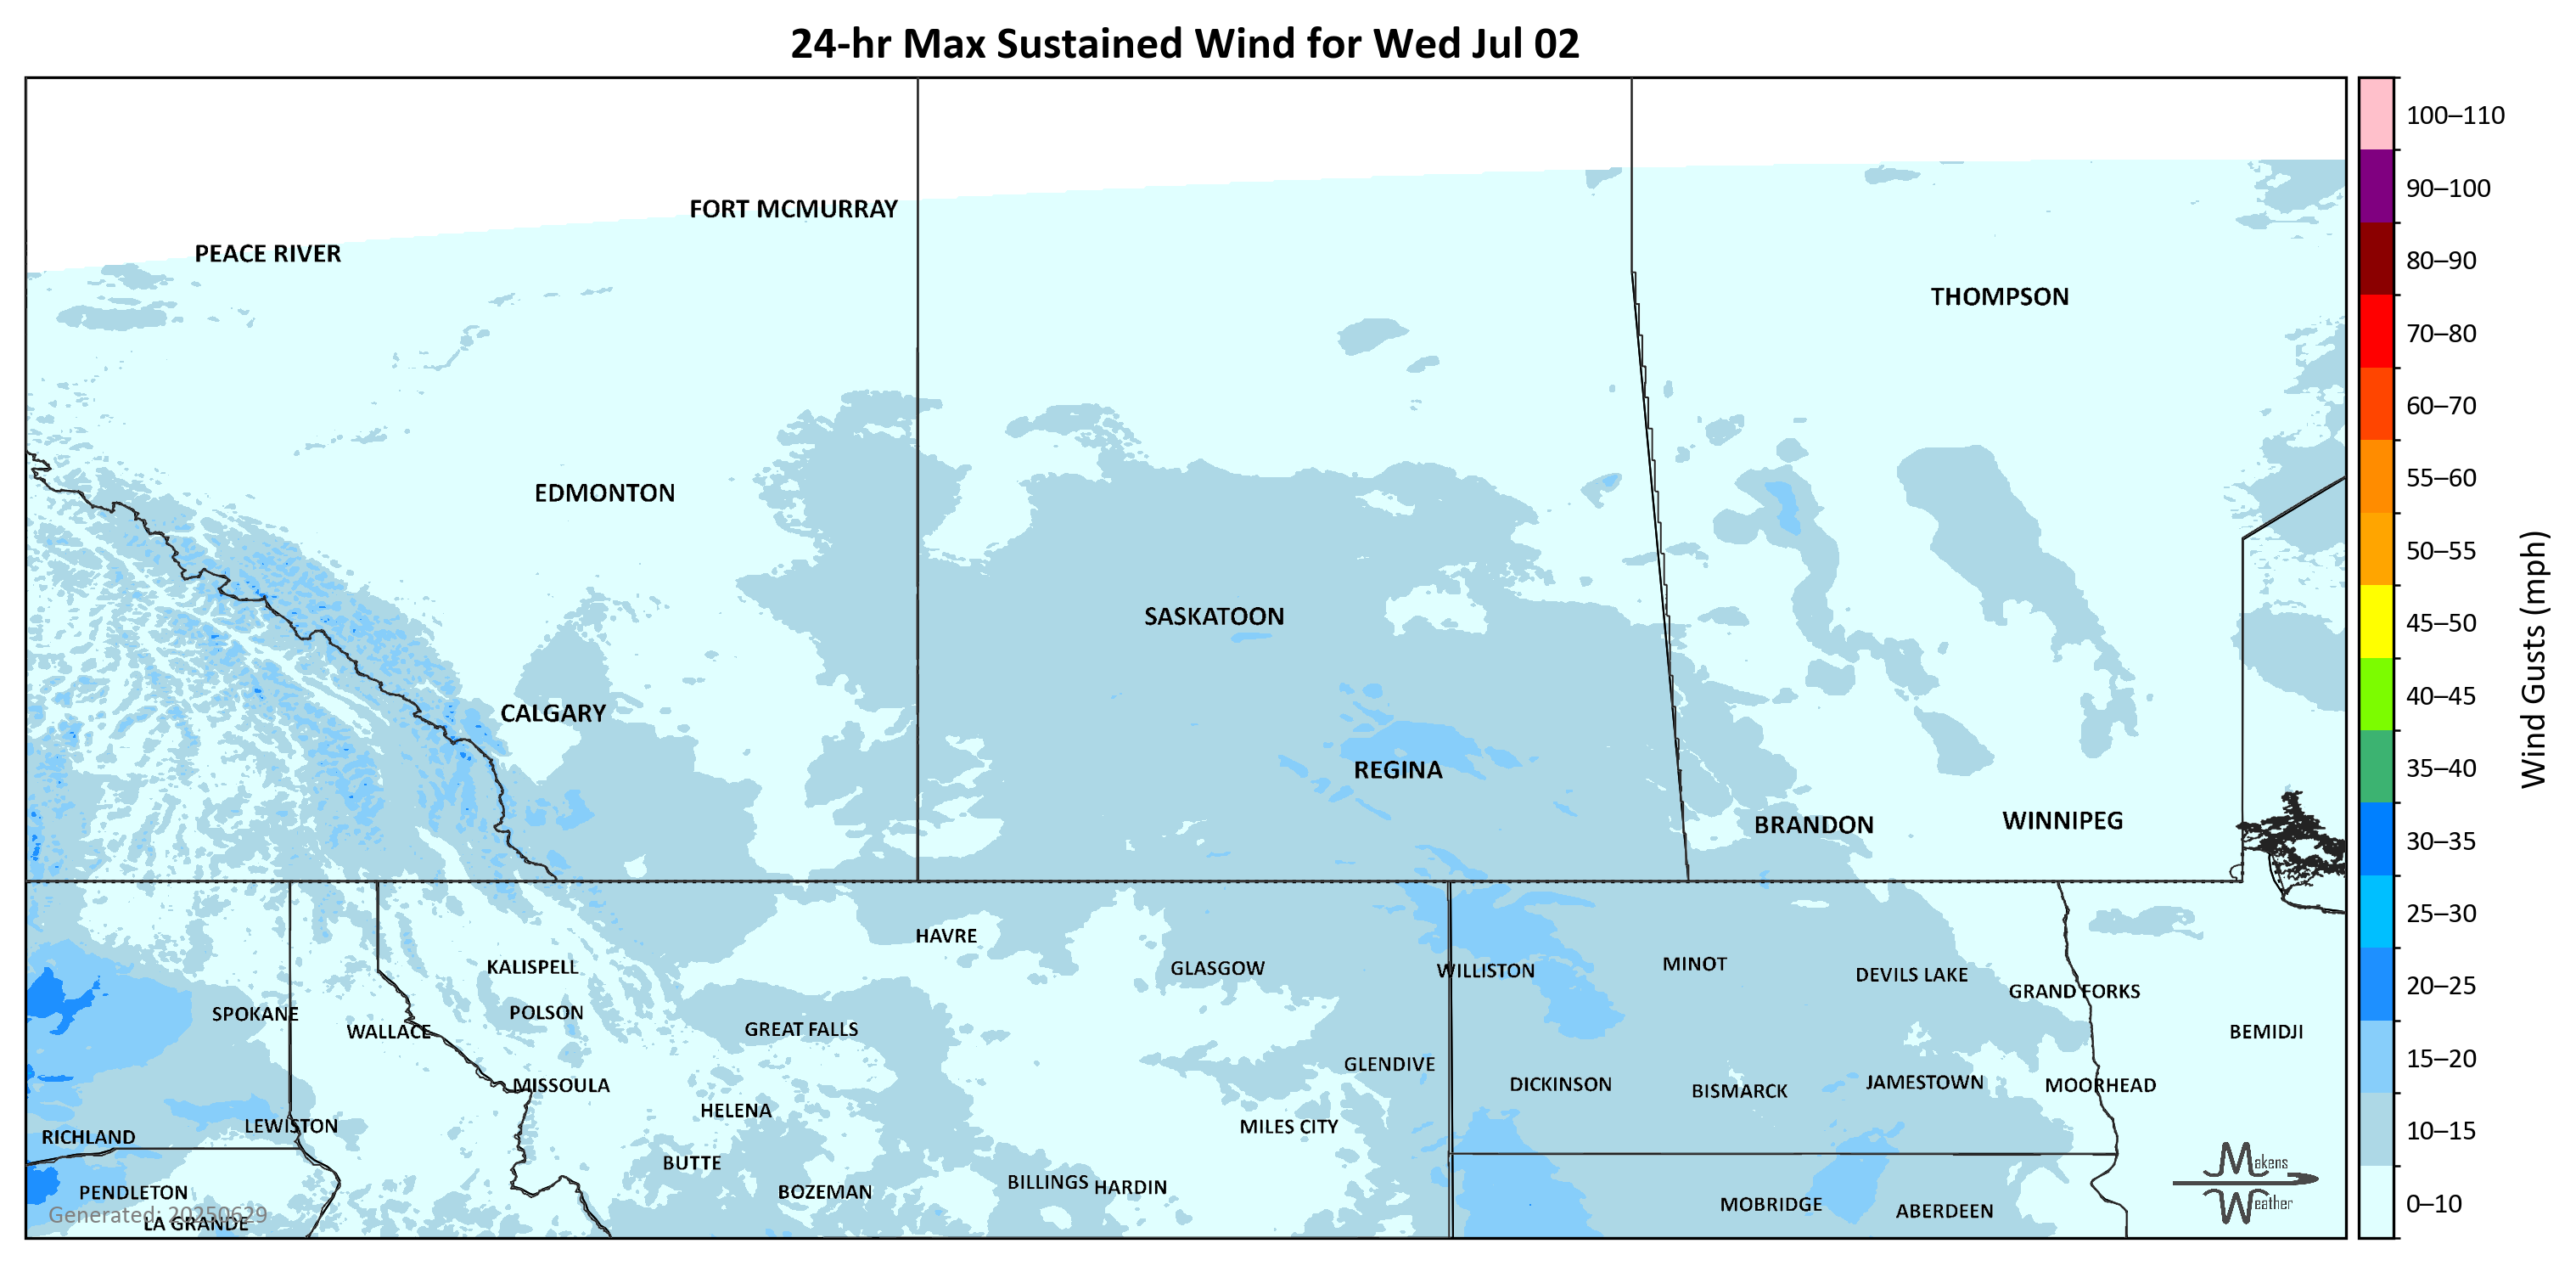 24-hr Max Sustained Wind for Wed Jul 02
100–110
90–100
80–90
70–80
60–70
55–60
50–55
45–50
40–45
35–40
30–35
25–30
20–25
15–20
10–15
0–10
Wind Gusts (mph)
FORT MCMURRAY
PEACE RIVER
THOMPSON
EDMONTON
SASKATOON
CALGARY
REGINA
BRANDON
WINNIPEG
HAVRE
KALISPELL
GLASGOW
WILLISTON
MINOT
DEVILS LAKE
GRAND FORKS
SPOKANE
POLSON
WALLACE
GREAT FALLS
BEMIDJI
GLENDIVE
MISSOULA
DICKINSON
BISMARCK
JAMESTOWN
MOORHEAD
HELENA
LEWISTON
MILES CITY
RICHLAND
BUTTE
BOZEMAN
BILLINGS
HARDIN
PENDLETON
MOBRIDGE
ABERDEEN
LA GRANDE
Generated: 20250629
Makens
Weather